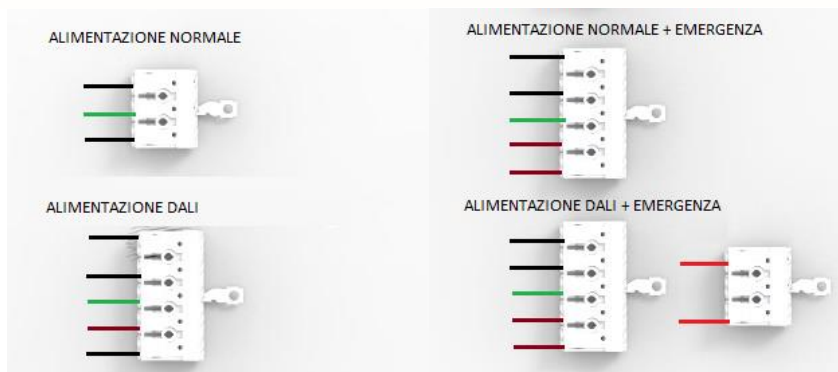 ALIMENTAZIONE NORMALE
ALIMENTAZIONE NORMALE + EMERGENZA
ALIMENTAZIONE DALI
ALIMENTAZIONE DALI + EMERGENZA